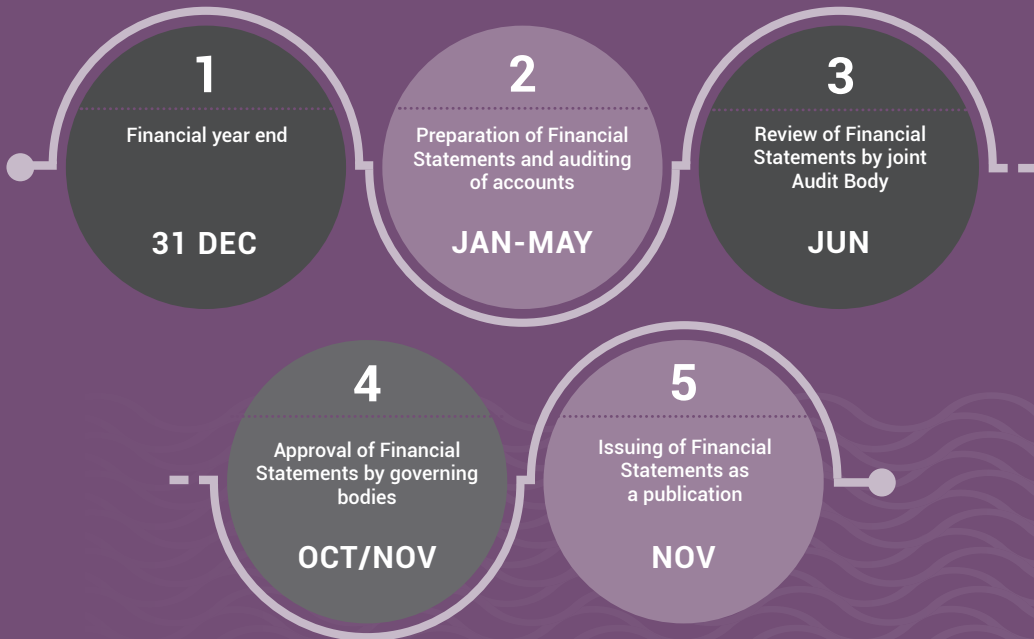 1
Financial year end
31 DEC
2
Preparation of Financial
Statements and auditing
of accounts
JAN-MAY
3
Review of Financial
Statements by joint
Audit Body
JUN
4
Approval of Financial
Statements by governing
bodies
OCT/NOV
5
Issuing of Financial
Statements as
a publication
NOV